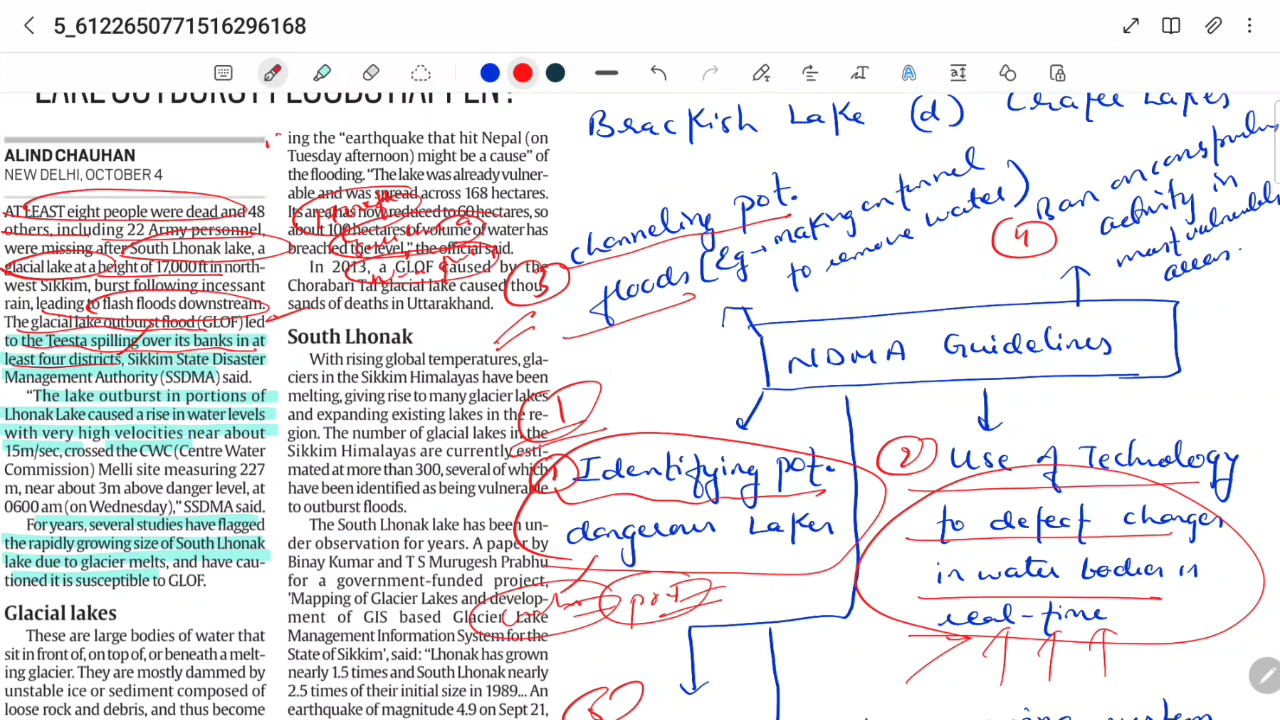 5_6122650771516296168
LAKE OUTBURST FLOODS HAPPEN?
ALIND CHAUHAN
NEW DELHI, OCTOBER 4
AT LEAST eight people were dead and 48
others, including 22 Army personnel,
were missing after South Lhonak lake, a
glacial lake at a height of 17,000 ft in north-
west Sikkim, burst following incessant
rain, leading to flash floods downstream.
The glacial lake outburst flood (GLOF) led
to the Teesta spilling over its banks in at
least four districts, Sikkim State Disaster
Management Authority (SSDMA) said.
"The lake outburst in portions of
Lhonak Lake caused a rise in water levels
with very high velocities near about
15m/sec, crossed the CWC (Centre Water
Commission) Melli site measuring 227
m, near about 3m above danger level, at
0600 am (on Wednesday)," SSDMA said.
For years, several studies have flagged
the rapidly growing size of South Lhonak
lake due to glacier melts, and have cau-
tioned it is susceptible to GLOF.
Glacial lakes
These are large bodies of water that
sit in front of, on top of, or beneath a melt-
ing glacier. They are mostly dammed by
unstable ice or sediment composed of
loose rock and debris, and thus become
ing the "earthquake that hit Nepal (on
Tuesday afternoon) might be a cause" of
the flooding. "The lake was already vulner-
able and was spread across 168 hectares.
Its area has now reduced to 60 hectares, so
about 100 hectares of volume of water has
breached the level," the official said.
In 2013, a GLOF caused by the
Chorabari Tal glacial lake caused thou-
sands of deaths in Uttarakhand.
South Lhonak
With rising global temperatures, gla-
ciers in the Sikkim Himalayas have been
melting, giving rise to many glacier lakes
and expanding existing lakes in the re-
gion. The number of glacial lakes in the
Sikkim Himalayas are currently esti-
mated at more than 300, several of which
have been identified as being vulnerable
to outburst floods.
The South Lhonak lake has been un-
der observation for years. A paper by
Binay Kumar and T S Murugesh Prabhu
for a government-funded project,
'Mapping of Glacier Lakes and develop-
ment of GIS based Glacier Lake
Management Information System for the
State of Sikkim', said: "Lhonak has grown
nearly 1.5 times and South Lhonak nearly
2.5 times of their initial size in 1989... An
earthquake of magnitude 4.9 on Sept 21,
Brackish Lake (d) Crater Lakes
③ channeling pot.
floods (Eg → making a tunnel
to remove water)
④ Ban on construction
activity in
most vulnerable
areas.
NDMA Guidelines
① Identifying pot.
dangerous Lakes
② Use of Technology
to detect changes
in water bodies in
real-time
system